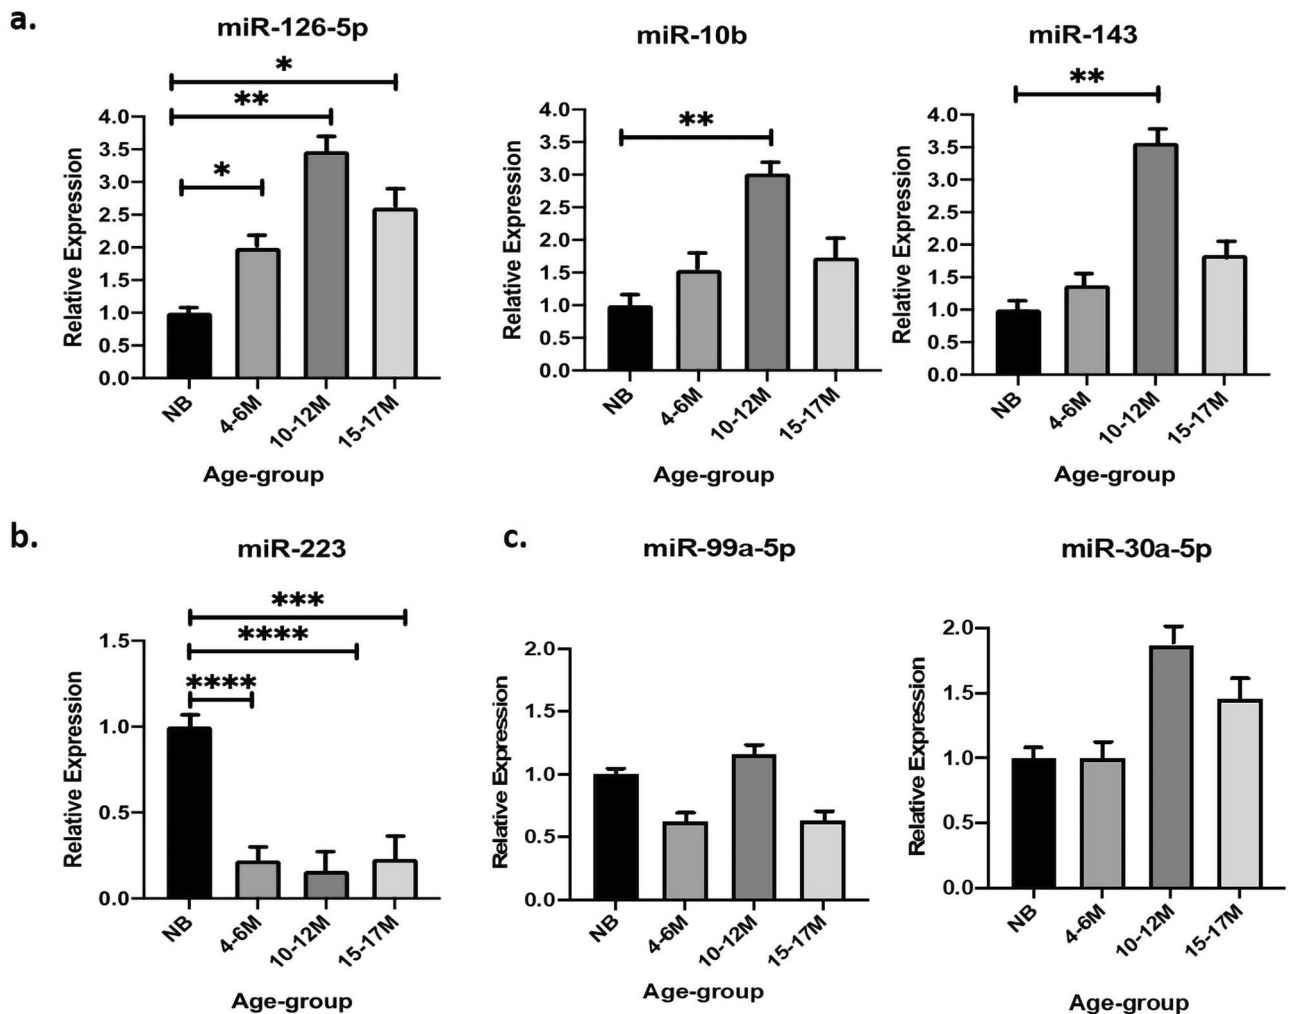 a.
miR-126-5p
*
**
*
4.0
3.5
3.0
2.5
2.0
1.5
1.0
0.5
0.0
Relative Expression
NB
4-6M
10-12M
15-17M
Age-group
miR-10b
**
4.0
3.5
3.0
2.5
2.0
1.5
1.0
0.5
0.0
Relative Expression
NB
4-6M
10-12M
15-17M
Age-group
miR-143
**
4.0
3.5
3.0
2.5
2.0
1.5
1.0
0.5
0.0
Relative Expression
NB
4-6M
10-12M
15-17M
Age-group
b.
miR-223
***
****
****
1.5
1.0
0.5
0.0
Relative Expression
NB
4-6M
10-12M
15-17M
Age-group
c.
miR-99a-5p
2.0
1.5
1.0
0.5
0.0
Relative Expression
NB
4-6M
10-12M
15-17M
Age-group
miR-30a-5p
2.0
1.5
1.0
0.5
0.0
Relative Expression
NB
4-6M
10-12M
15-17M
Age-group